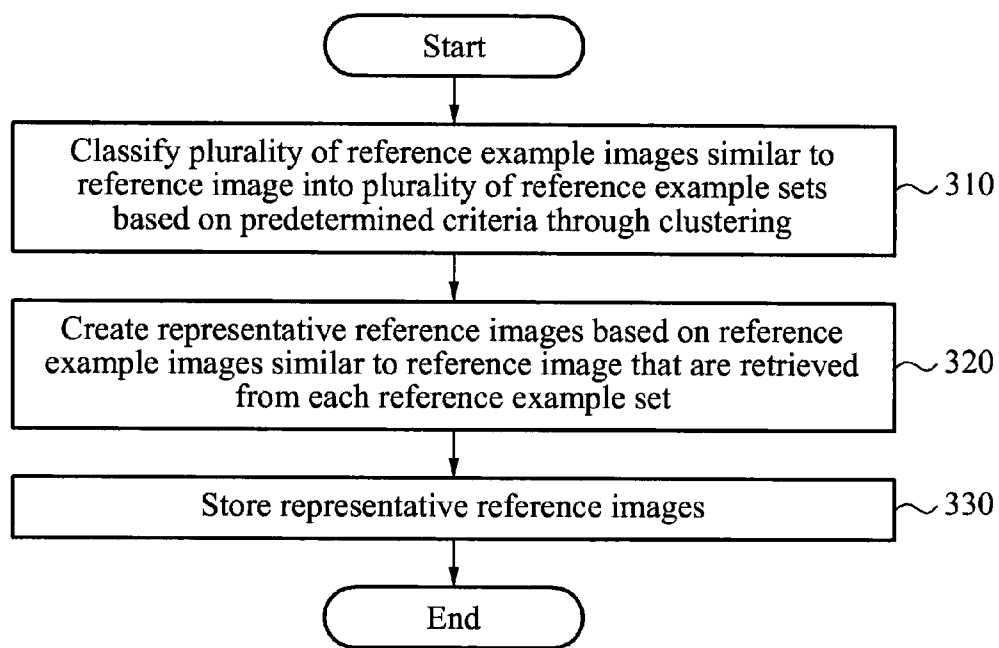 Start
Classify plurality of reference example images similar to
reference image into plurality of reference example sets
based on predetermined criteria through clustering
310
Create representative reference images based on reference
example images similar to reference image that are retrieved
from each reference example set
320
Store representative reference images
330
End